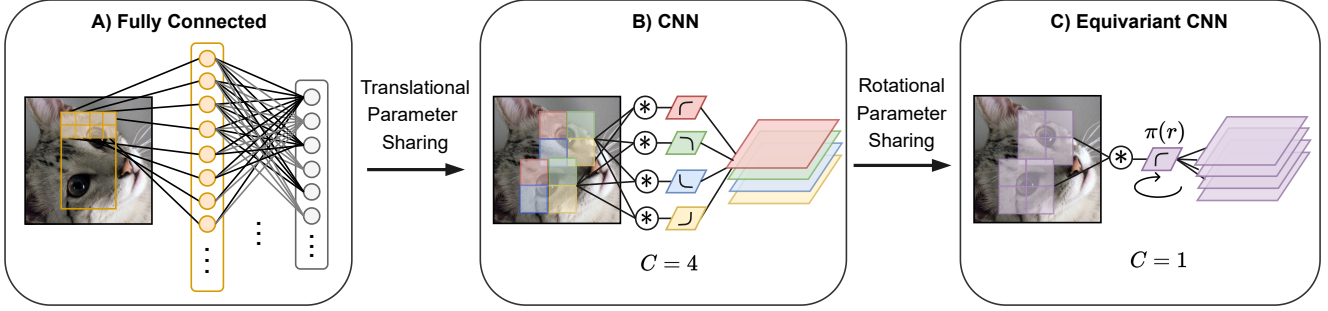 A) Fully Connected
Translational
Parameter
Sharing
B) CNN
C = 4
Rotational
Parameter
Sharing
C) Equivariant CNN
π(r)
C = 1